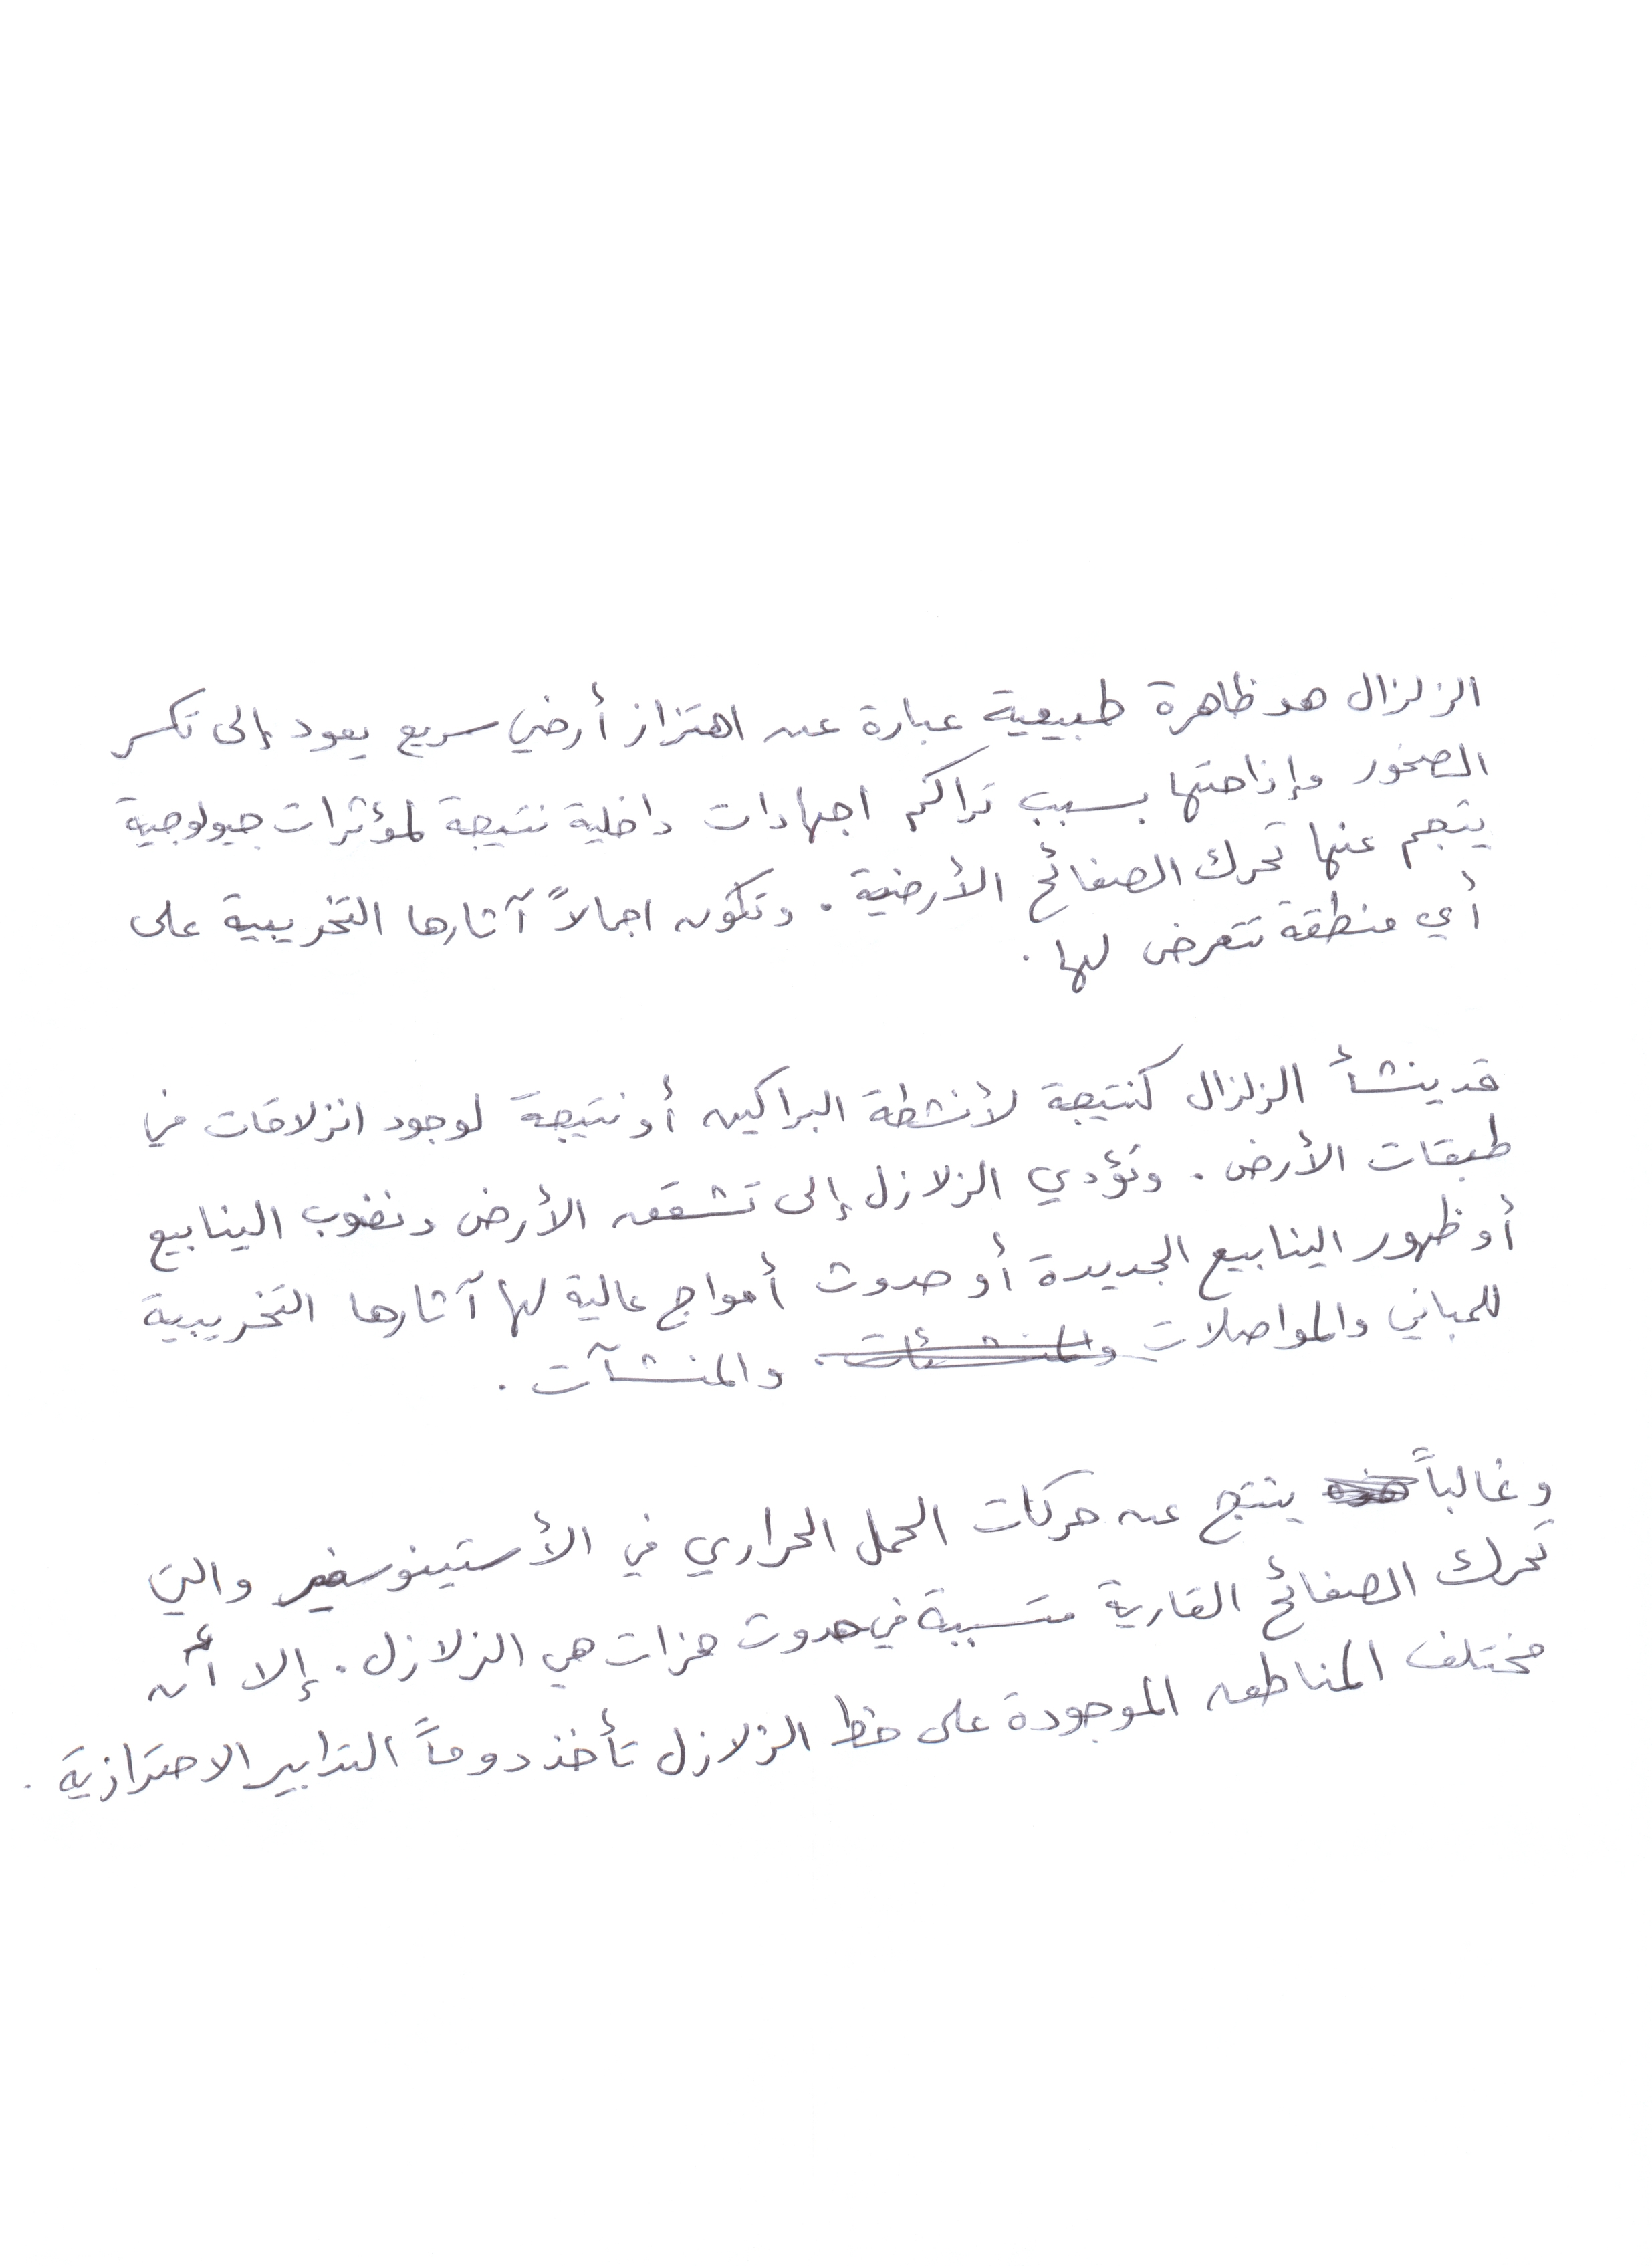 الزلزال هو ظاهرة طبيعية عبارة عن اهتزاز أرضي سريع يعود إلى تكسر
الصخور وإزاحتها بسبب تراكم اجهادات داخلية نتيجة لمؤثرات جيولوجية
ينجم عنها تحرك الصفائح الأرضية . وتكون اجمالاً آثارها التخريبية على
أي منطقة تتعرض لها .
قد ينشأ الزلزال كنتيجة لأنشطة البراكين أو نتيجة لوجود انزلاقات في
طبقات الأرض . وتؤدي الزلازل إلى تشقق الأرض ونضوب الينابيع
أو ظهور الينابيع الجديدة أو حدوث أمواج عالية لها آثارها التخريبية
للمباني والمواصلات والمنشآت .
وغالباً ينتج عن حركات الحمل الحراري في الأستينوسفير والتي
تحرك الصفائح القارية متسببة في حدوث هزات هي الزلازل . إلا أن
مختلف المناطق الموجودة على خط الزلازل تأخذ دوماً التدابير الاحترازية .